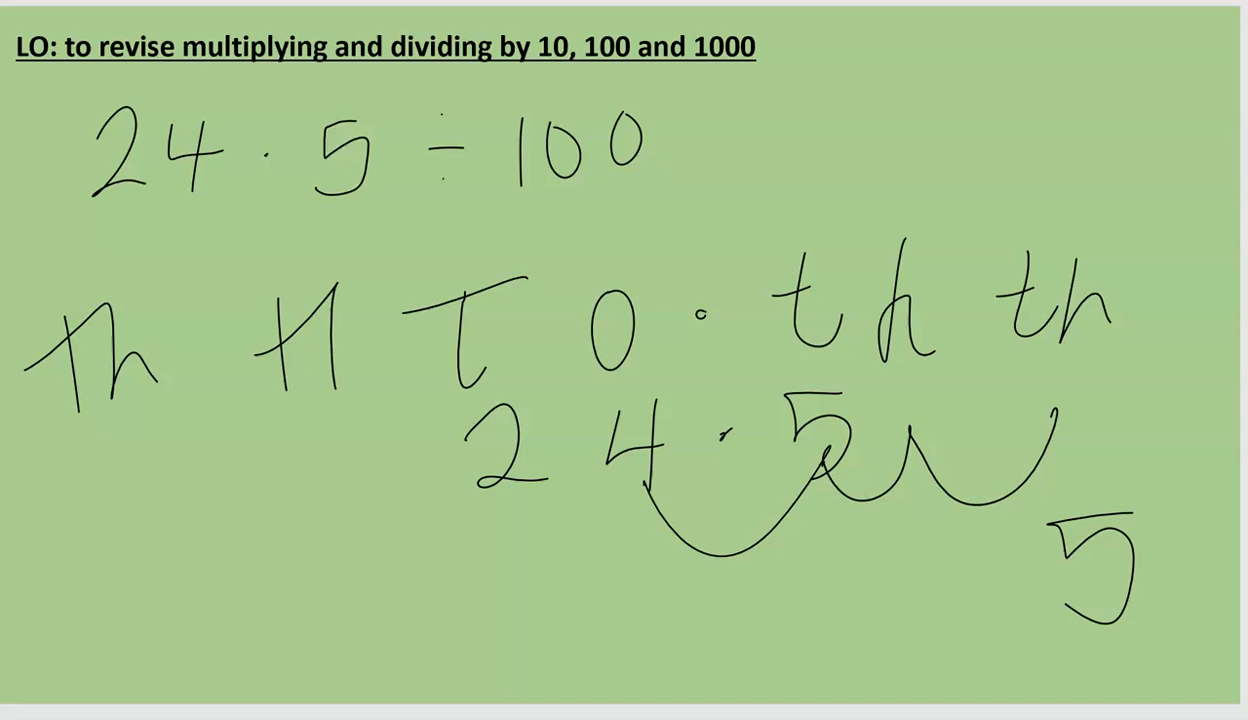 LO: to revise multiplying and dividing by 10, 100 and 1000
24.5 ÷ 100
Th H T O . t h th
24.5
5